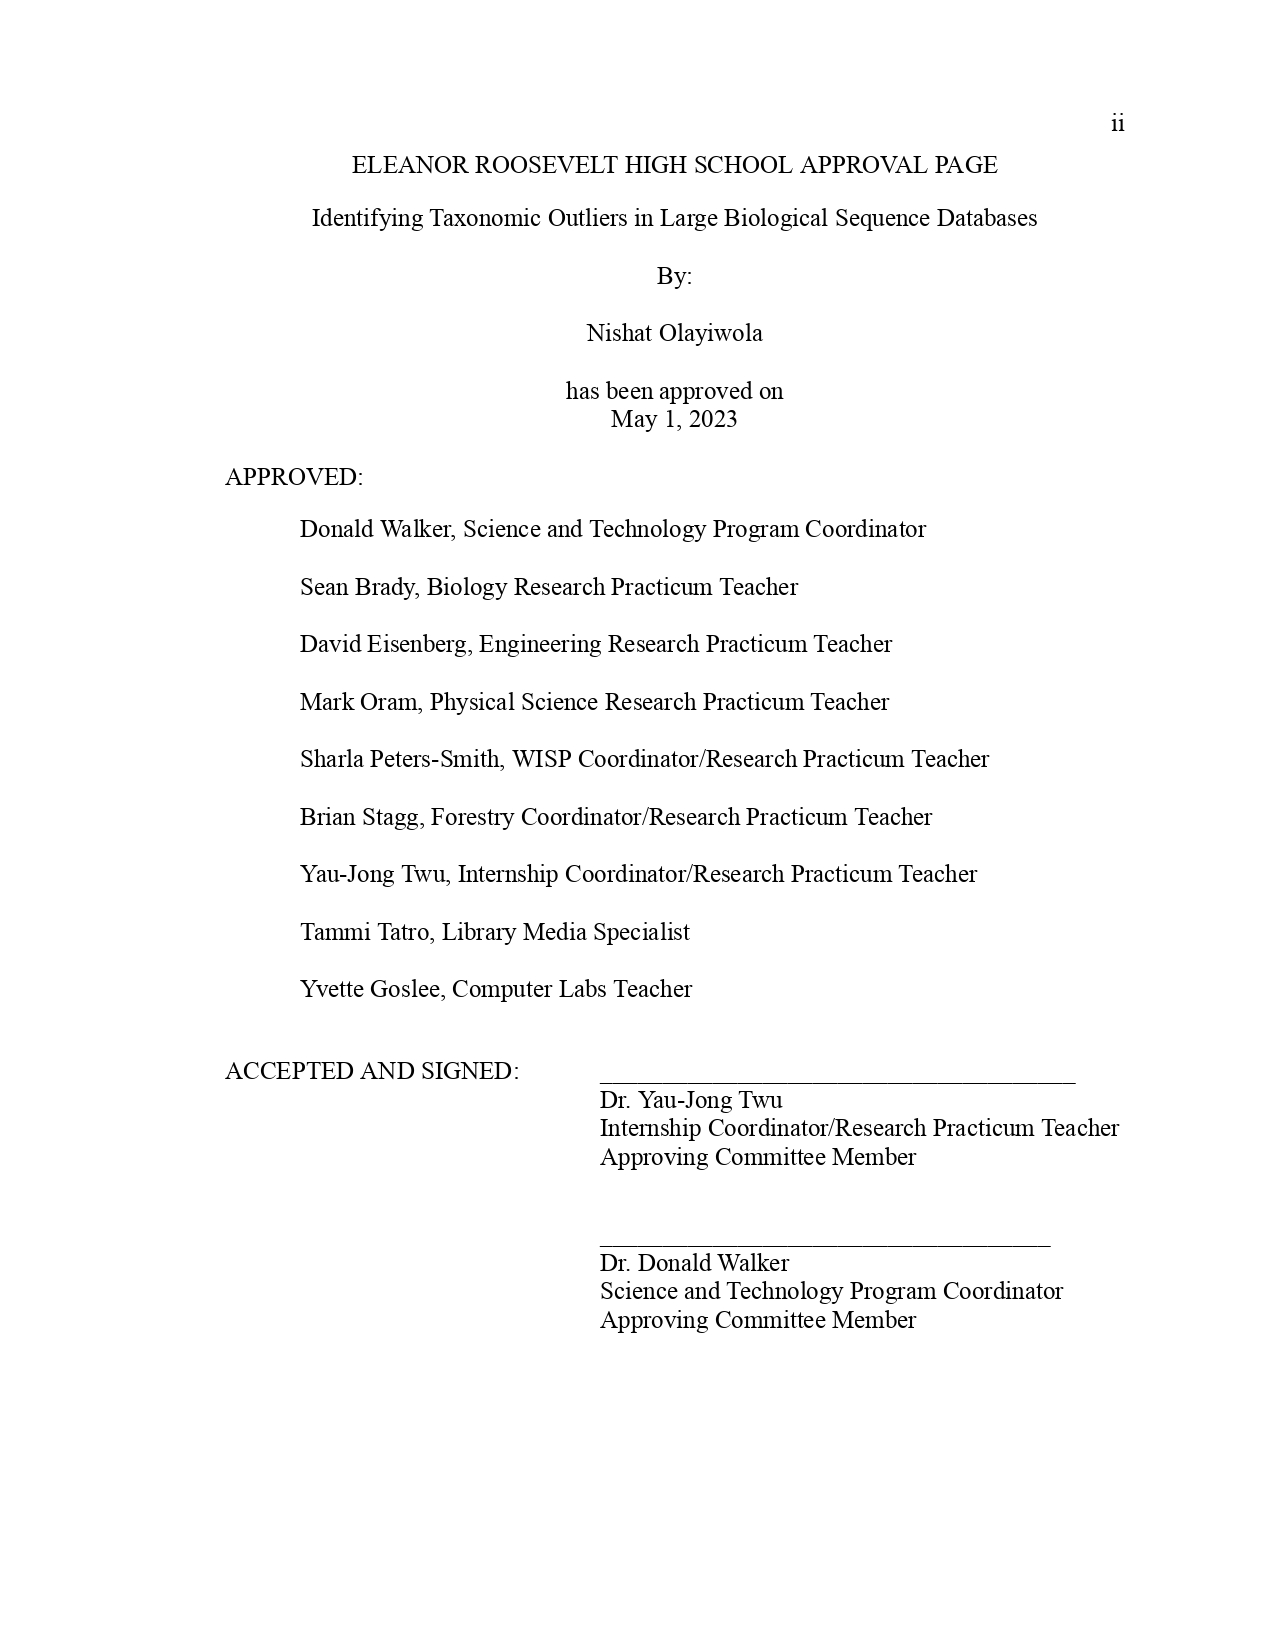 ii
ELEANOR ROOSEVELT HIGH SCHOOL APPROVAL PAGE
Identifying Taxonomic Outliers in Large Biological Sequence Databases
By:
Nishat Olayiwola
has been approved on
May 1, 2023
APPROVED:
Donald Walker, Science and Technology Program Coordinator
Sean Brady, Biology Research Practicum Teacher
David Eisenberg, Engineering Research Practicum Teacher
Mark Oram, Physical Science Research Practicum Teacher
Sharla Peters-Smith, WISP Coordinator/Research Practicum Teacher
Brian Stagg, Forestry Coordinator/Research Practicum Teacher
Yau-Jong Twu, Internship Coordinator/Research Practicum Teacher
Tammi Tatro, Library Media Specialist
Yvette Goslee, Computer Labs Teacher
ACCEPTED AND SIGNED: ______________________________________
Dr. Yau-Jong Twu
Internship Coordinator/Research Practicum Teacher
Approving Committee Member
____________________________________
Dr. Donald Walker
Science and Technology Program Coordinator
Approving Committee Member